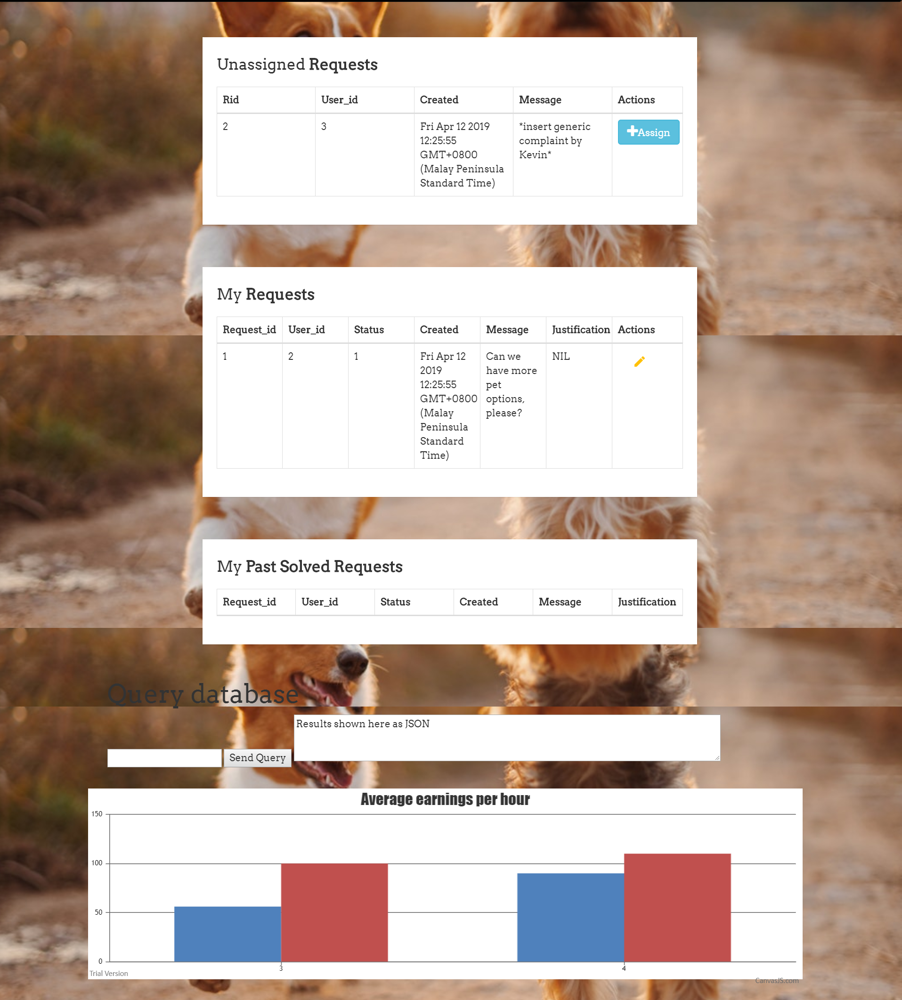 Unassigned Requests
Rid User_id Created Message Actions
2 3 Fri Apr 12 2019 *insert generic Assign
12:25:55 complaint by
GMT+0800 Kevin*
(Malay Peninsula
Standard Time)
My Requests
Request_id User_id Status Created Message Justification Actions
1 2 1 Fri Apr 12 Can we NIL
2019 have more
12:25:55 pet
GMT+0800 options,
(Malay please?
Peninsula
Standard
Time)
My Past Solved Requests
Request_id User_id Status Created Message Justification
Query database
Results shown here as JSON
Send Query
Average earnings per hour
150
100
50
0
3 4
Trial Version
CanvasJS.com